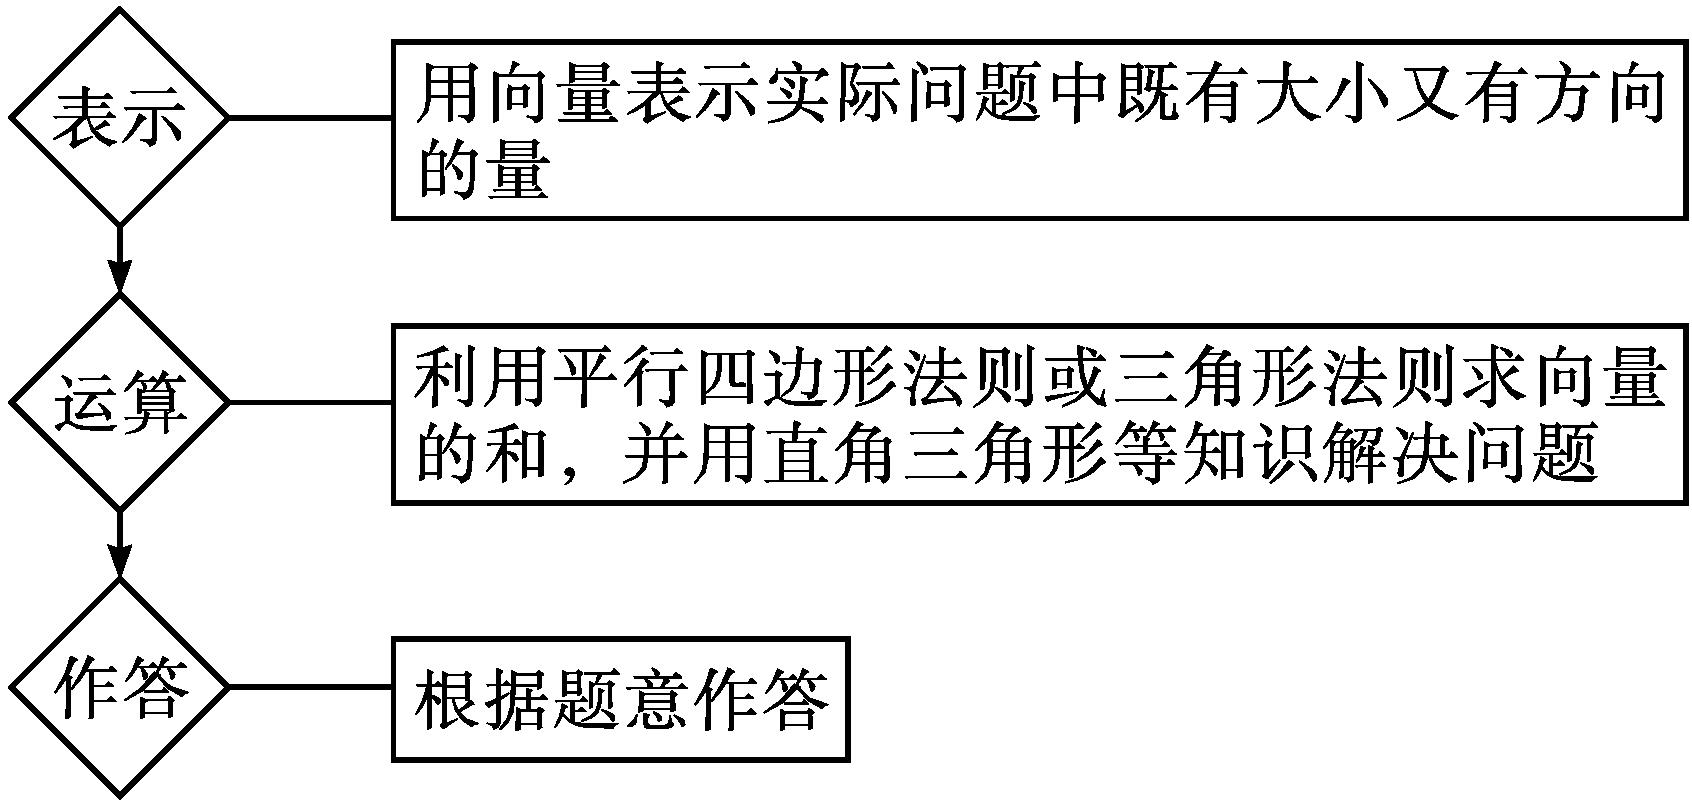 表示
用向量表示实际问题中既有大小又有方向
的量
运算
利用平行四边形法则或三角形法则求向量
的和，并用直角三角形等知识解决问题
作答
根据题意作答